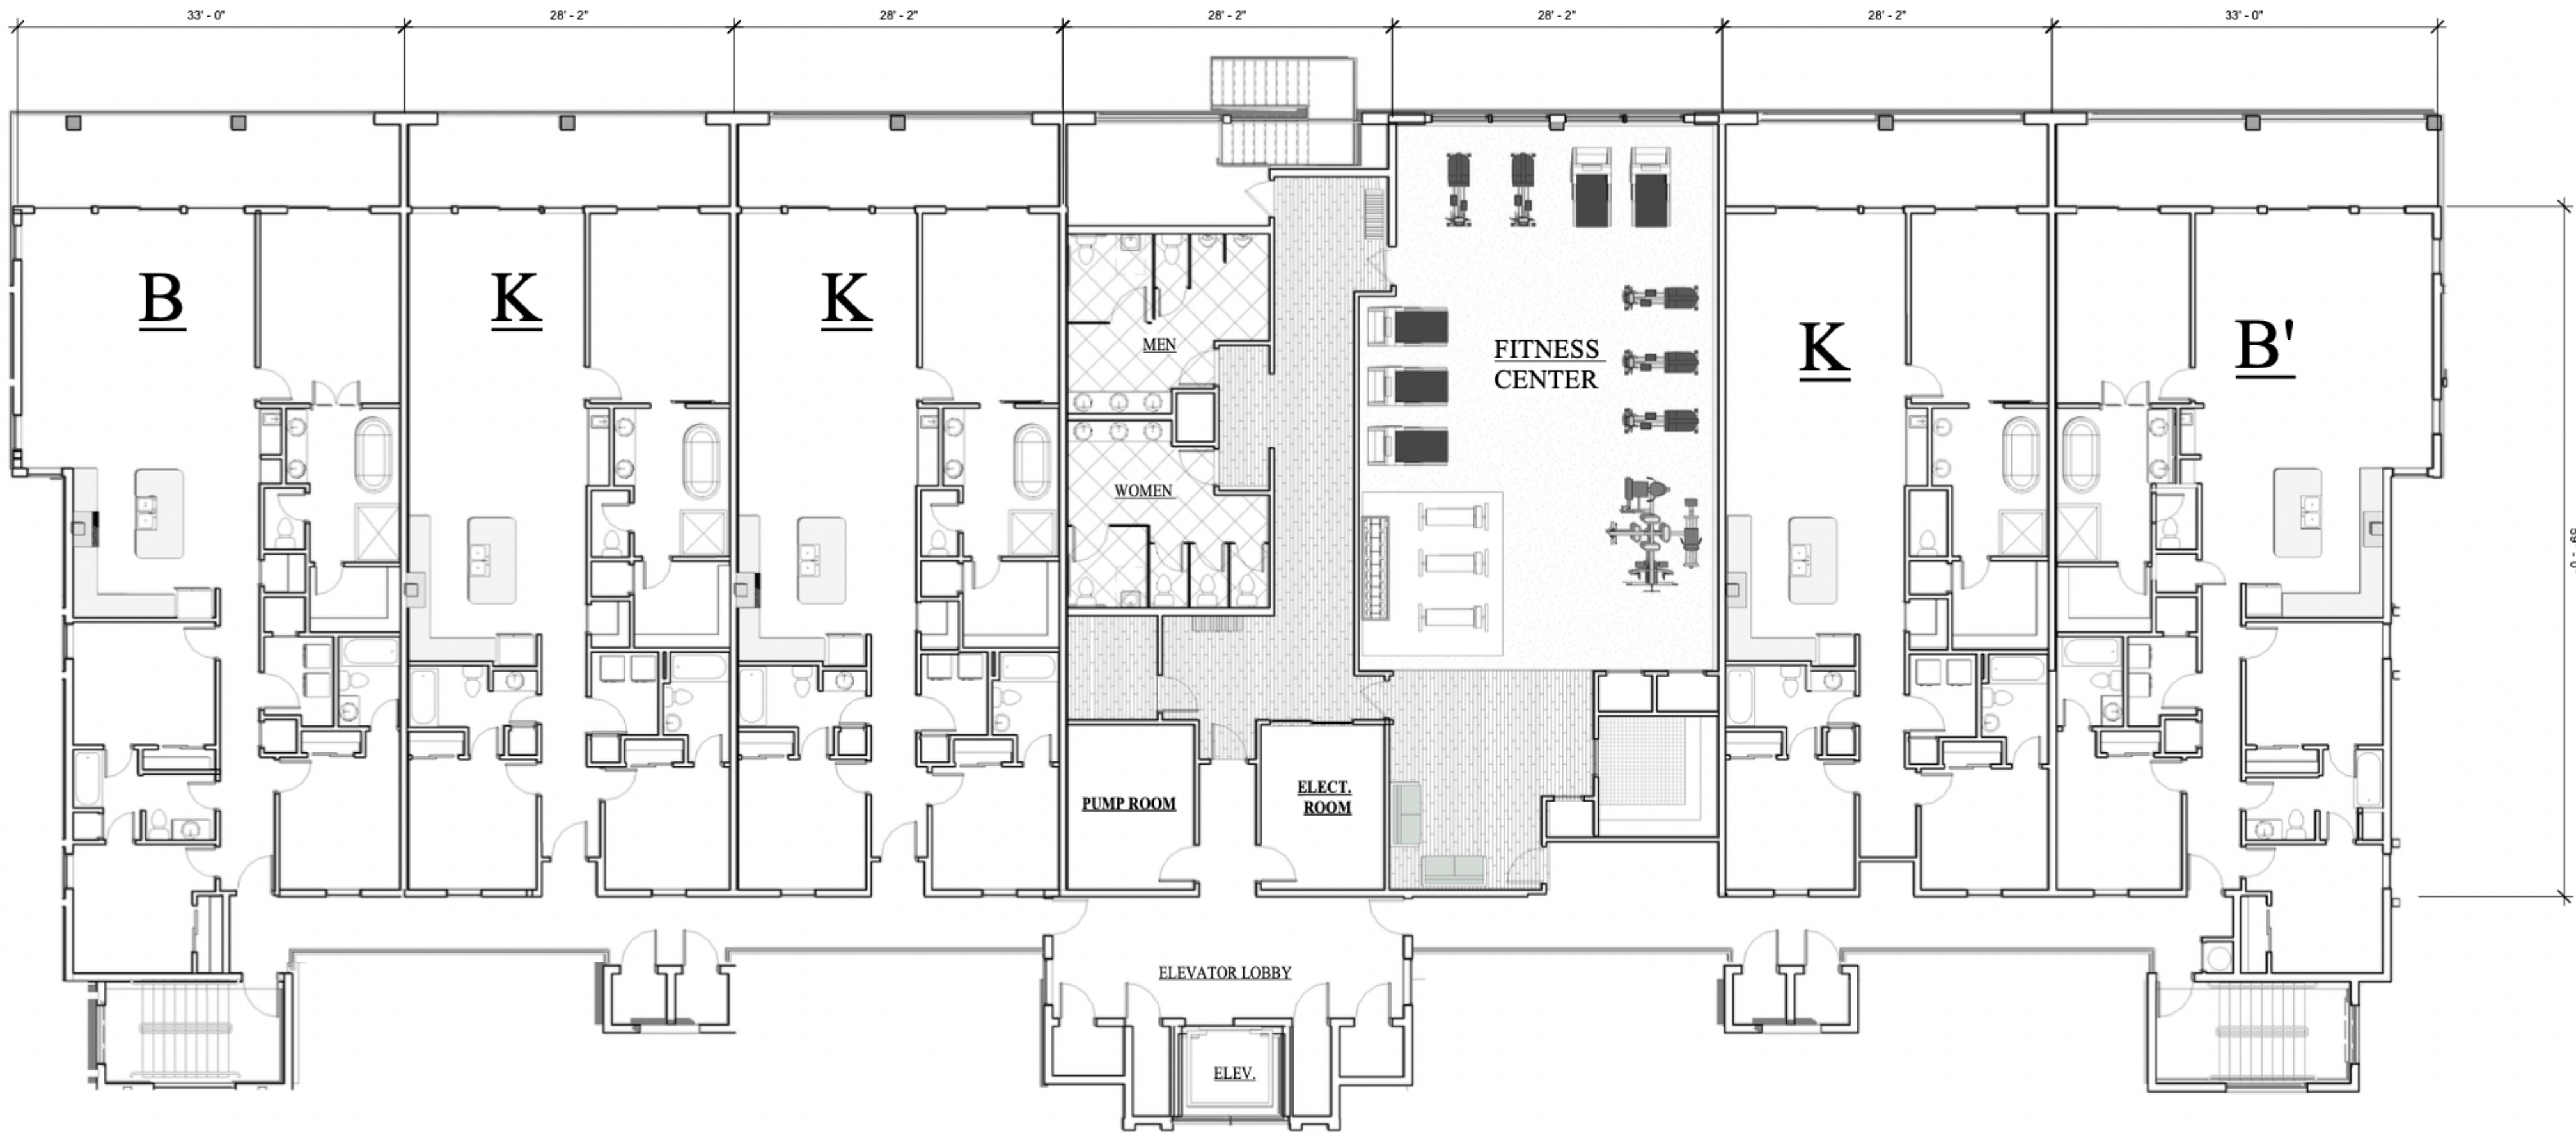 33' - 0"
28' - 2"
28' - 2"
28' - 2"
28' - 2"
28' - 2"
33' - 0"
B
K
K
MEN
WOMEN
FITNESS
CENTER
K
B'
PUMP ROOM
ELECT.
ROOM
ELEVATOR LOBBY
ELEV.